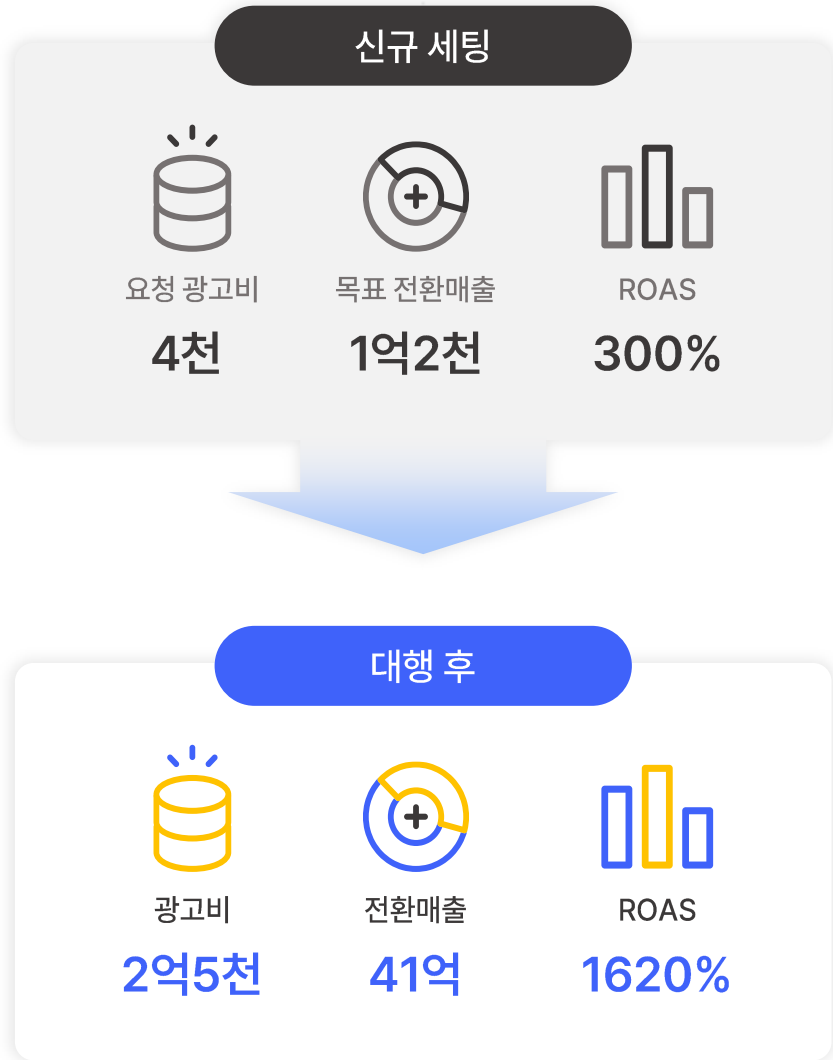 신규 세팅
요청 광고비 목표 전환매출 ROAS
4천 1억2천 300%
대행 후
광고비 전환매출 ROAS
2억5천 41억 1620%